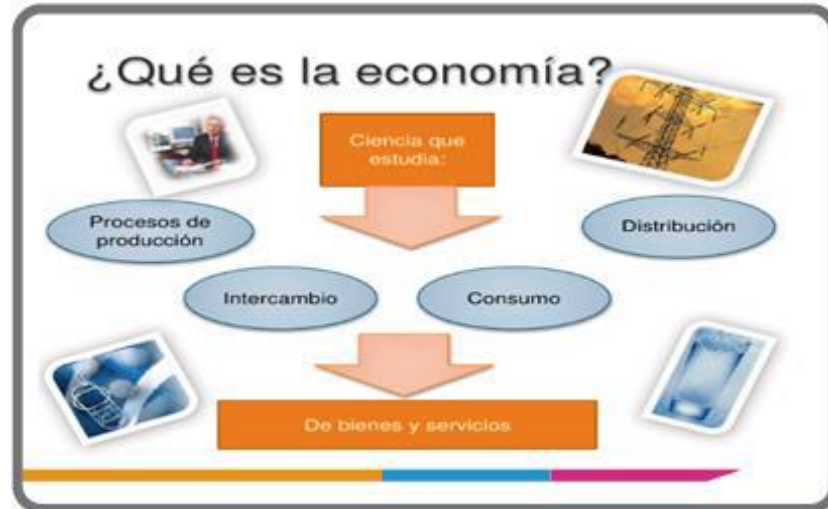 ¿Qué es la economía?
Ciencia que
estudia:
Procesos de
producción
Distribución
Intercambio
Consumo
De bienes y servicios